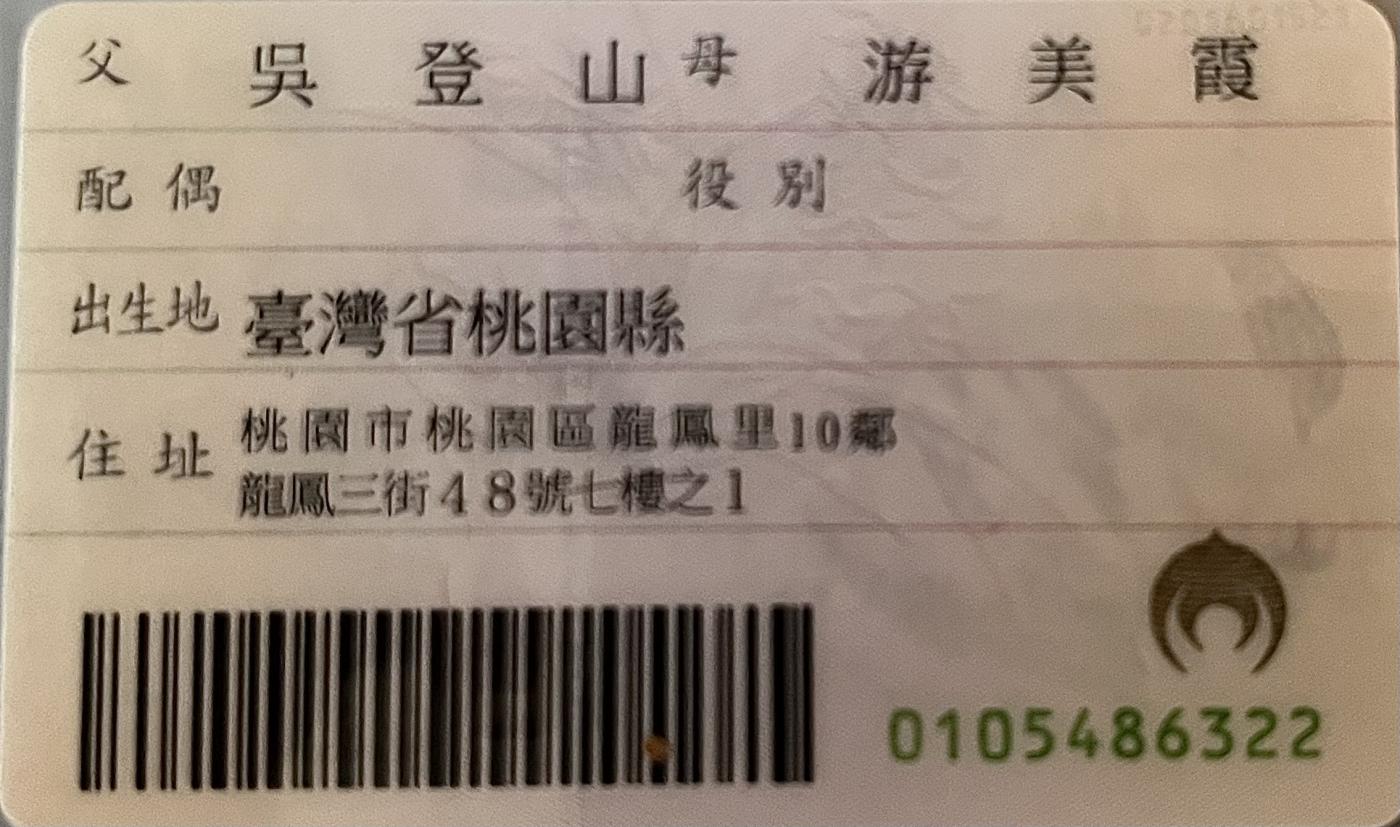 父 吳登山 母 游美霞
配偶 役別
出生地 臺灣省桃園縣
住址 桃園市桃園區龍鳳里10鄰
龍鳳三街48號七樓之1
0105486322